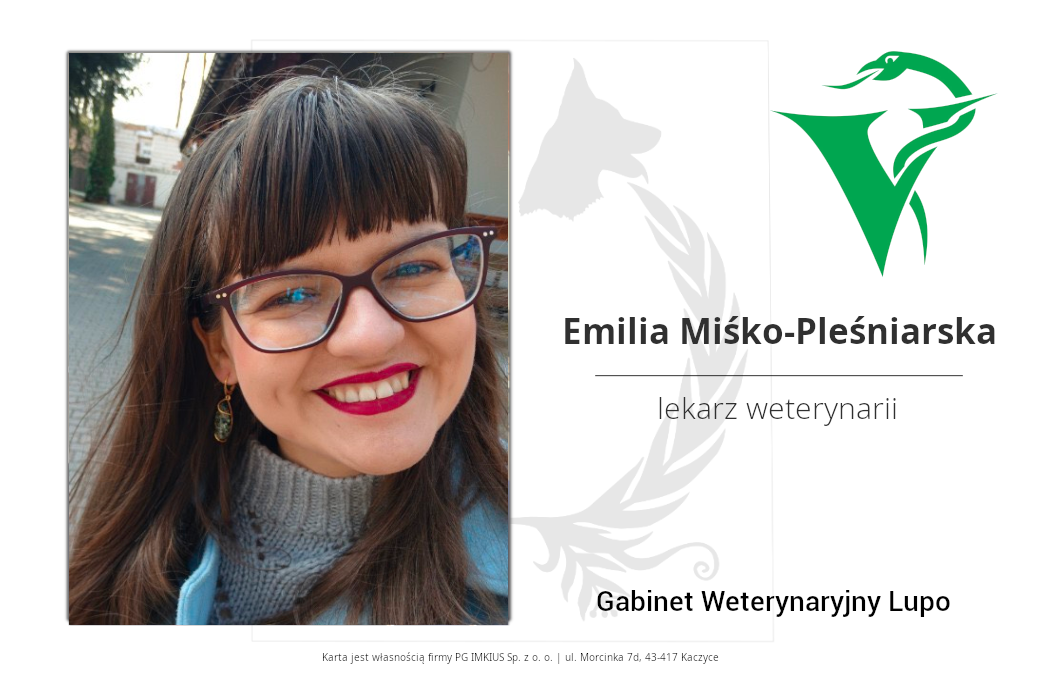 Emilia Miśko-Pleśniarska
lekarz weterynarii
Gabinet Weterynaryjny Lupo
Karta jest własnością firmy PG IMKIUS Sp. z o. o. | ul. Morcinka 7d, 43-417 Kaczyce